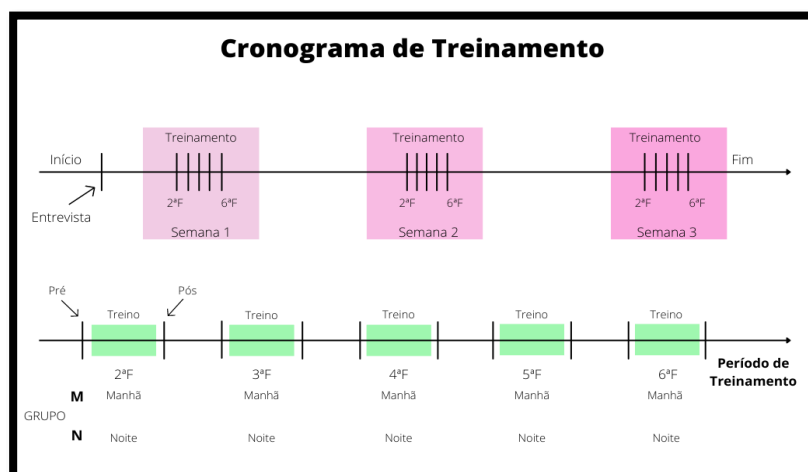 Cronograma de Treinamento
Treinamento
Treinamento
Treinamento
Início
Fim
2ªF
6ªF
2ªF
6ªF
2ªF
6ªF
Entrevista
Semana 1
Semana 2
Semana 3
Pré
Pós
Treino
Treino
Treino
Treino
Treino
2ªF
3ªF
4ªF
5ªF
6ªF
Período de
Treinamento
M
Manhã
Manhã
Manhã
Manhã
Manhã
GRUPO
N
Noite
Noite
Noite
Noite
Noite